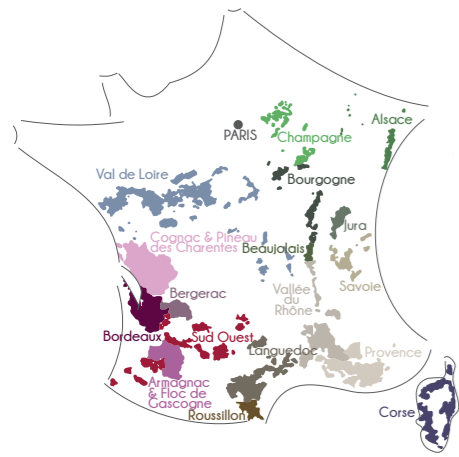 Alsace
PARIS
Champagne
Val de Loire
Bourgogne
Jura
Cognac & Pineau
des Charentes
Beaujolais
Savoie
Vallée
du
Rhône
Bergerac
Bordeaux
Sud Ouest
Languedoc
Provence
Armagnac
& Floc de
Gascogne
Roussillon
Corse